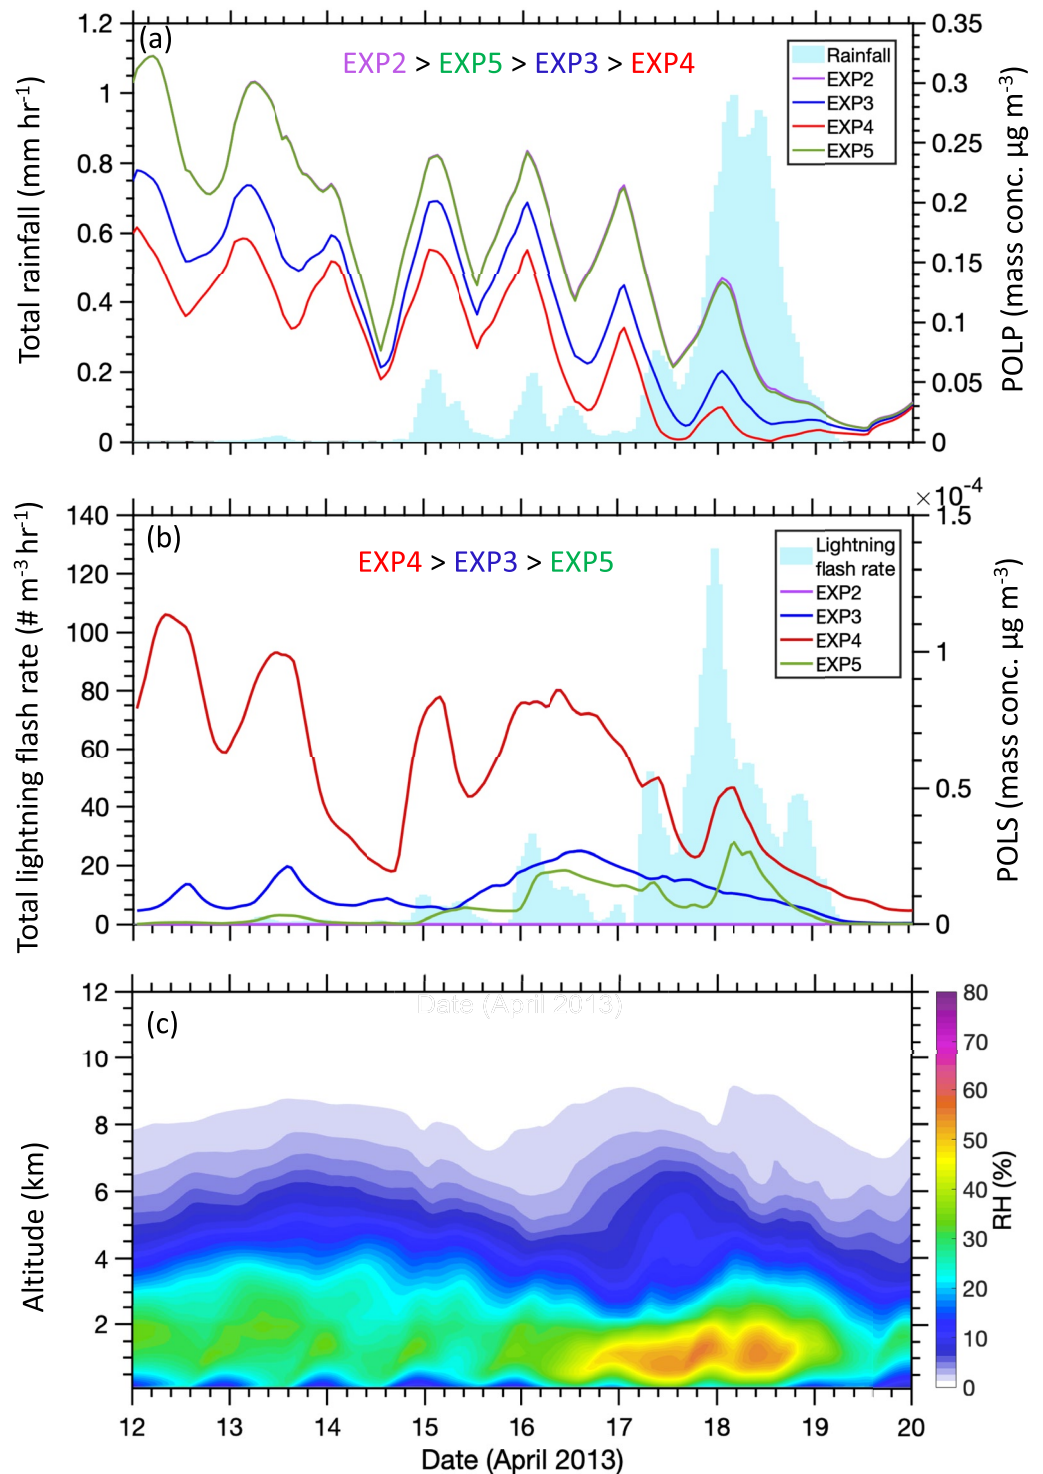 (a)
EXP2 > EXP5 > EXP3 > EXP4
Rainfall
EXP2
EXP3
EXP4
EXP5
Total rainfall (mm hr-1)
1.2
1
0.8
0.6
0.4
0.2
0
0.35
0.3
0.25
0.2
0.15
0.1
0.05
0
POLP (mass conc. µg m-3)
×10-4
(b)
EXP4 > EXP3 > EXP5
Lightning
flash rate
EXP2
EXP3
EXP4
EXP5
Total lightning flash rate (# m-3 hr-1)
140
120
100
80
60
40
20
0
1.5
1
0.5
0
POLS (mass conc. µg m-3)
Date (April 2013)
(c)
Altitude (km)
12
10
8
6
4
2
80
70
60
50
40
30
20
10
0
RH (%)
12 13 14 15 16 17 18 19 20
Date (April 2013)